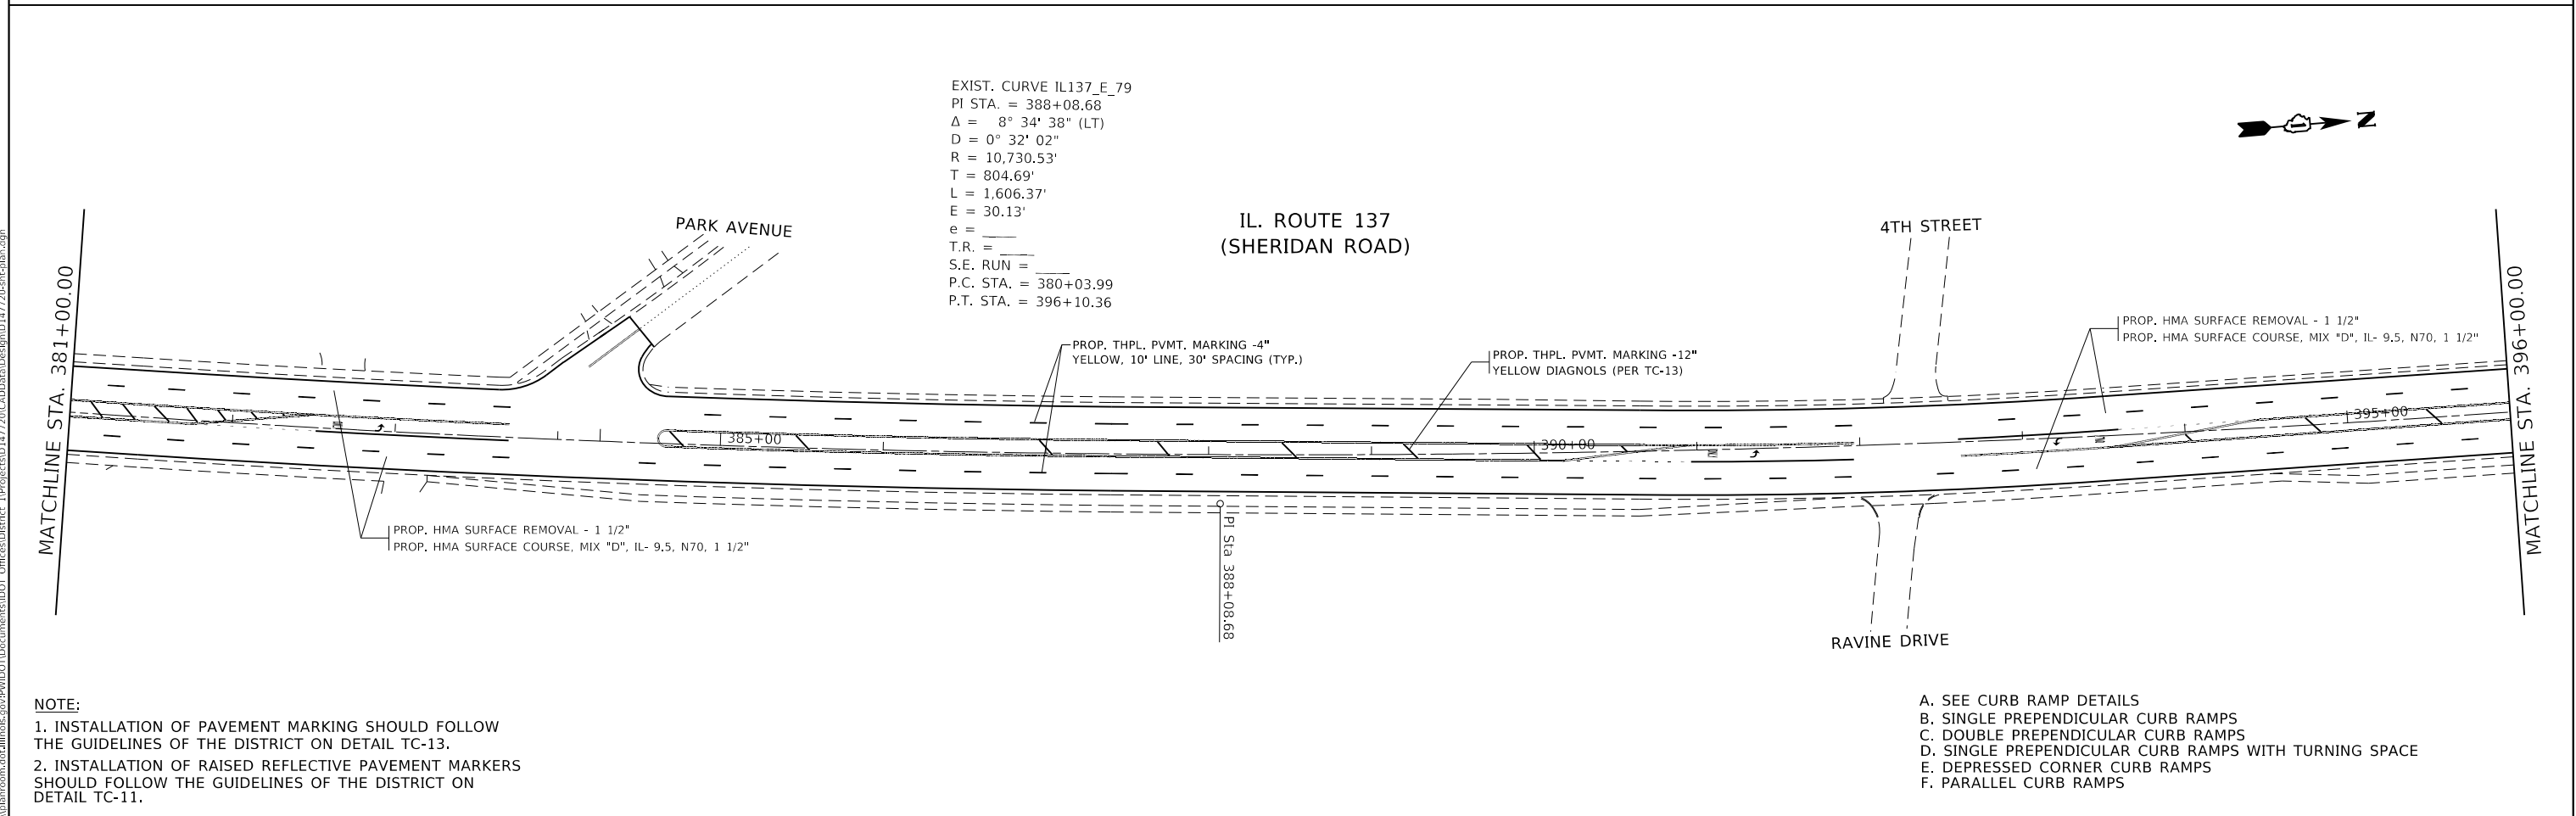 EXIST. CURVE IL137_E_79
PI STA. = 388+08.68
Δ = 8° 34' 38" (LT)
D = 0° 32' 02"
R = 10,730.53'
T = 804.69'
L = 1,606.37'
E = 30.13'
e = ____
T.R. = ____
S.E. RUN = ____
P.C. STA. = 380+03.99
P.T. STA. = 396+10.36
N
1
PARK AVENUE
IL. ROUTE 137
(SHERIDAN ROAD)
4TH STREET
MATCHLINE STA. 381+00.00
MATCHLINE STA. 396+00.00
PROP. HMA SURFACE REMOVAL - 1 1/2"
PROP. HMA SURFACE COURSE, MIX "D", IL- 9.5, N70, 1 1/2"
PROP. THPL. PVMT. MARKING -4"
YELLOW, 10' LINE, 30' SPACING (TYP.)
PROP. THPL. PVMT. MARKING -12"
YELLOW DIAGNOLS (PER TC-13)
385+00
390+00
395+00
PROP. HMA SURFACE REMOVAL - 1 1/2"
PROP. HMA SURFACE COURSE, MIX "D", IL- 9.5, N70, 1 1/2"
PI Sta 388+08.68
RAVINE DRIVE
NOTE:
1. INSTALLATION OF PAVEMENT MARKING SHOULD FOLLOW
THE GUIDELINES OF THE DISTRICT ON DETAIL TC-13.
2. INSTALLATION OF RAISED REFLECTIVE PAVEMENT MARKERS
SHOULD FOLLOW THE GUIDELINES OF THE DISTRICT ON
DETAIL TC-11.
A. SEE CURB RAMP DETAILS
B. SINGLE PREPENDICULAR CURB RAMPS
C. DOUBLE PREPENDICULAR CURB RAMPS
D. SINGLE PREPENDICULAR CURB RAMPS WITH TURNING SPACE
E. DEPRESSED CORNER CURB RAMPS
F. PARALLEL CURB RAMPS